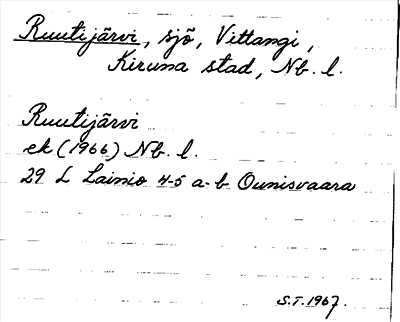 Ruutijärvi, sjö, Vittangi,
Kiruna stad, Nb. l.
Ruutijärvi
ek (1966) Nb. l.
29 L Lainio 4-5 a-b Ounisvaara
S.T. 1967.